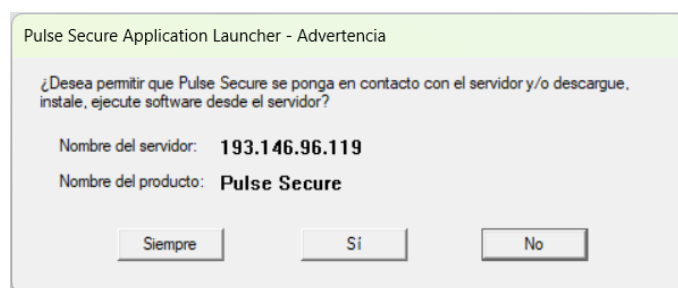 Pulse Secure Application Launcher - Advertencia
¿Desea permitir que Pulse Secure se ponga en contacto con el servidor y/o descargue,
instale, ejecute software desde el servidor?
Nombre del servidor: 193.146.96.119
Nombre del producto: Pulse Secure
Siempre Sí No